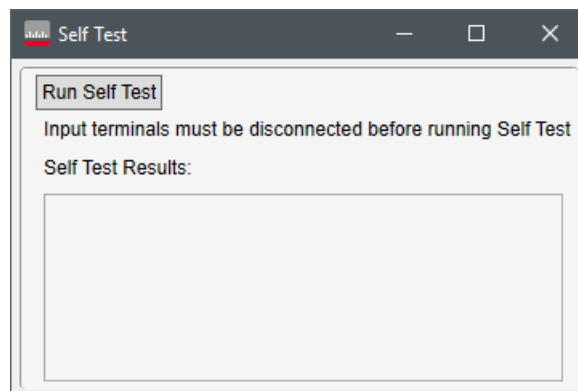 Self Test
Run Self Test
Input terminals must be disconnected before running Self Test
Self Test Results: